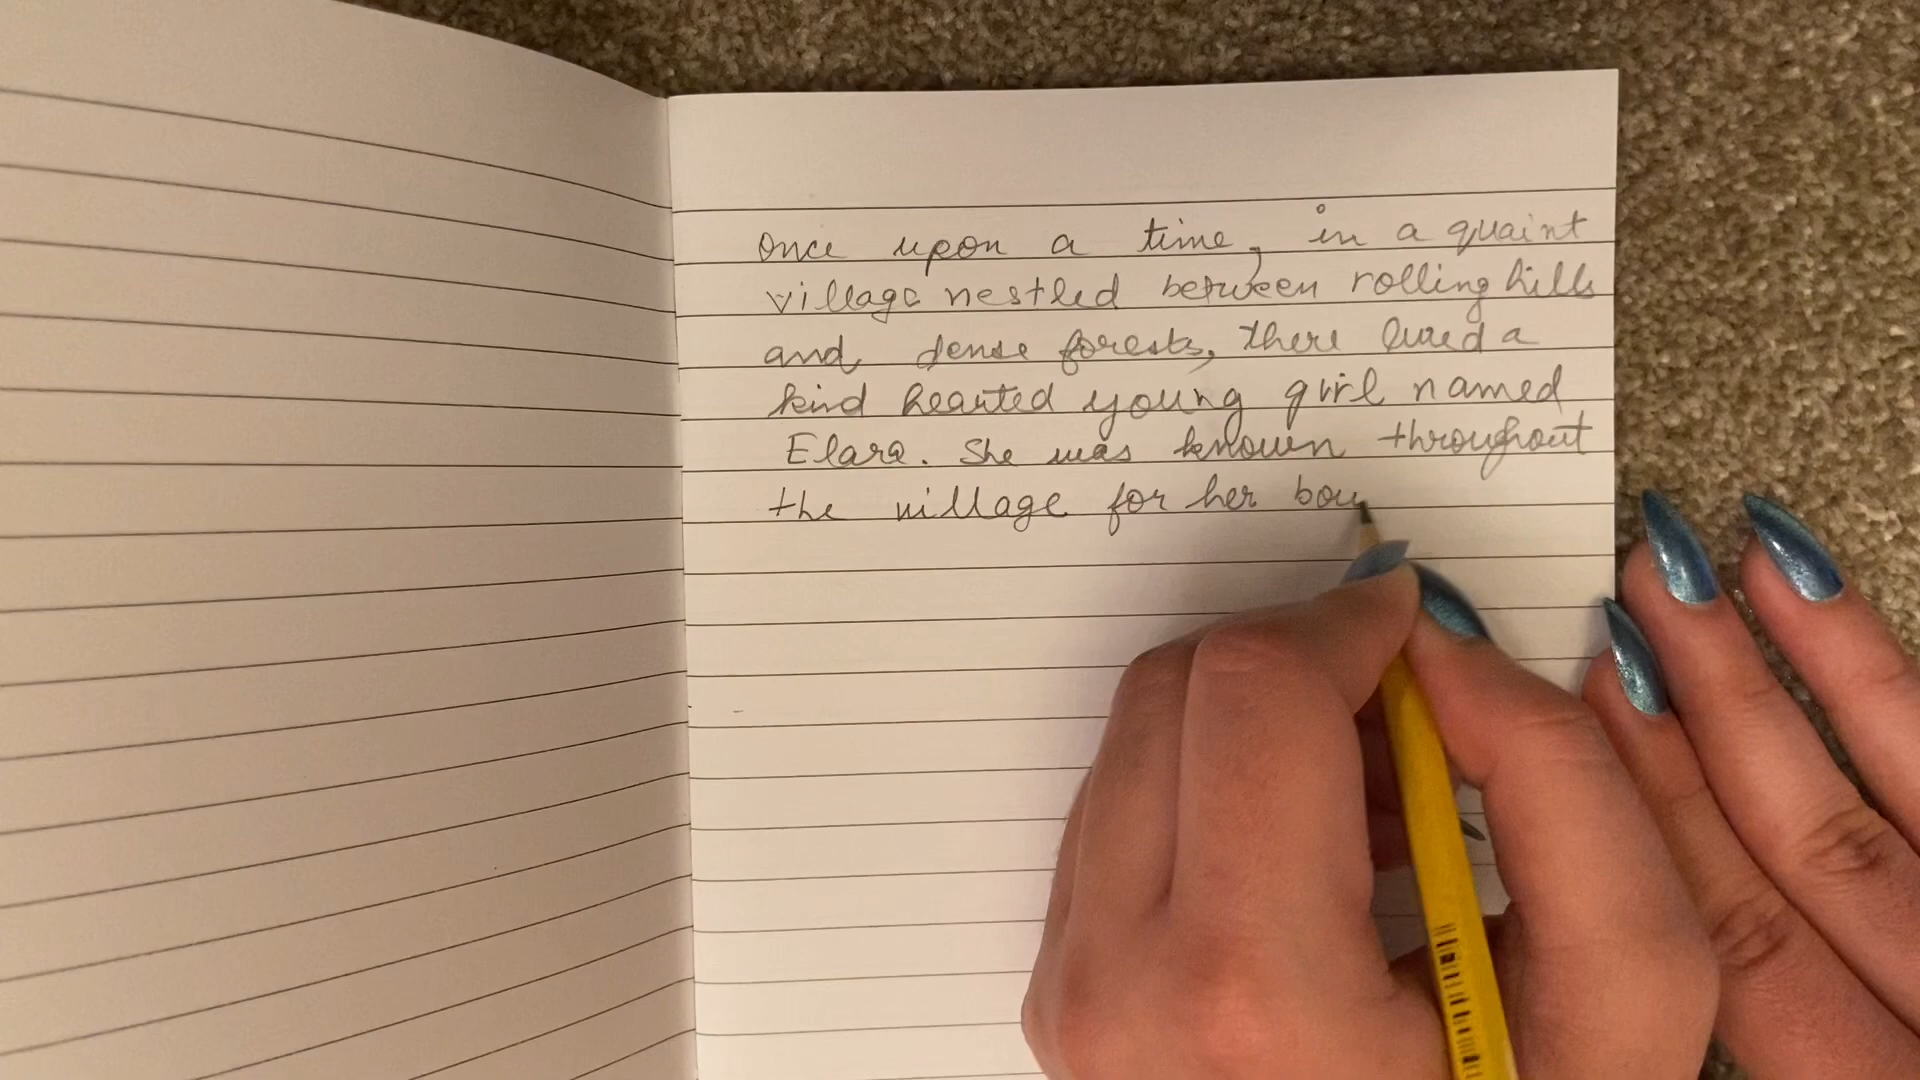 Once upon a time, in a quaint
village nestled between rolling hills
and dense forests, there lived a
kind hearted young girl named
Elara. She was known throughout
the village for her bou